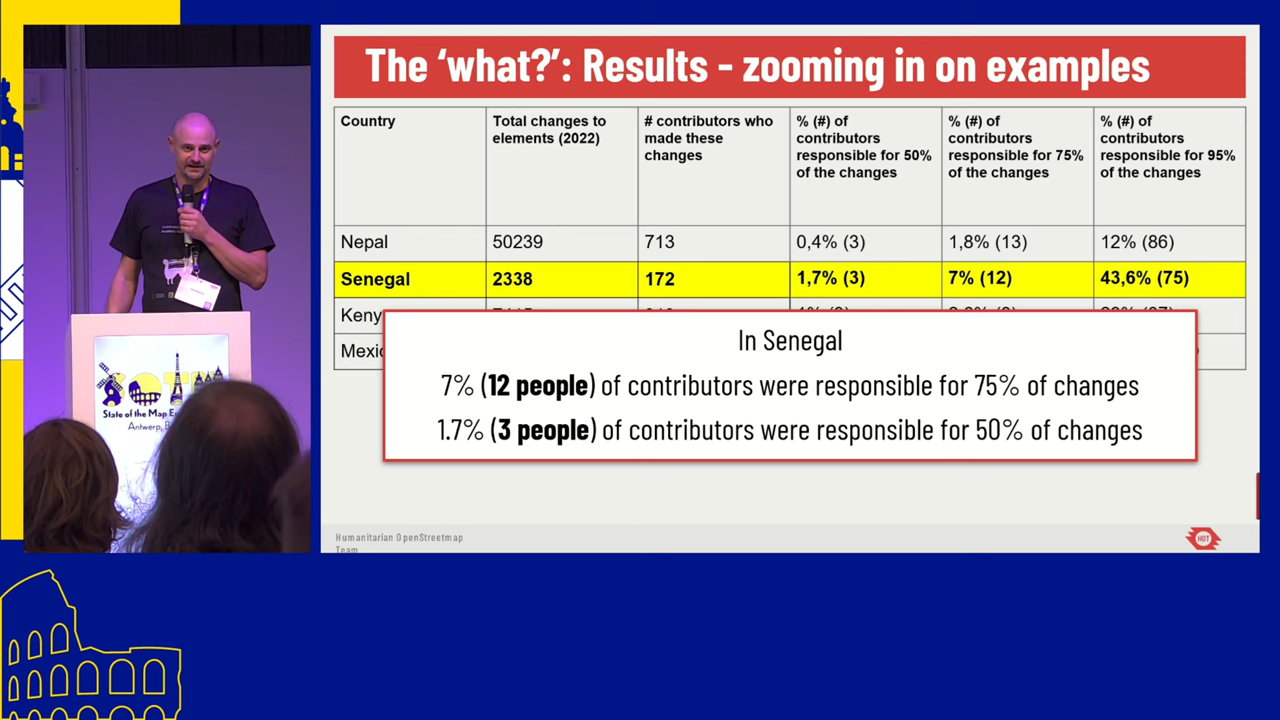 The ‘what?’: Results - zooming in on examples
Country
Total changes to
elements (2022)
# contributors who
made these
changes
% (#) of
contributors
responsible for 50%
of the changes
% (#) of
contributors
responsible for 75%
of the changes
% (#) of
contributors
responsible for 95%
of the changes
Nepal 50239 713 0,4% (3) 1,8% (13) 12% (86)
Senegal 2338 172 1,7% (3) 7% (12) 43,6% (75)
Keny
Mexic
In Senegal
7% (12 people) of contributors were responsible for 75% of changes
1.7% (3 people) of contributors were responsible for 50% of changes
Humanitarian OpenStreetmap
Team
HOT
State of the Map E
Antwerp, B